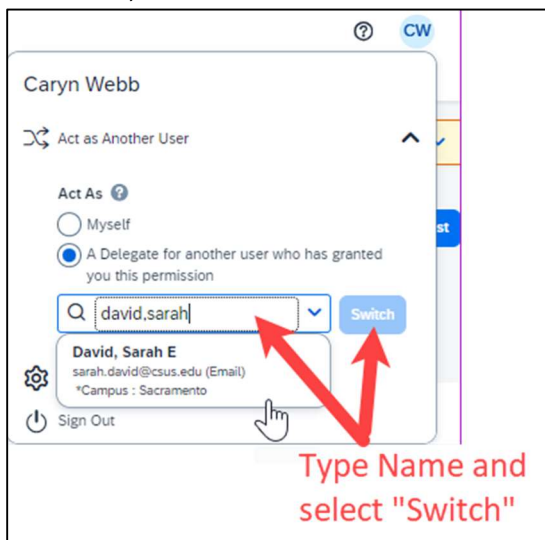 CW
Caryn Webb
Act as Another User
Act As
Myself
st
A Delegate for another user who has granted
you this permission
david,sarah
Switch
David, Sarah E
sarah.david@csus.edu (Email)
*Campus : Sacramento
Sign Out
Type Name and
select "Switch"